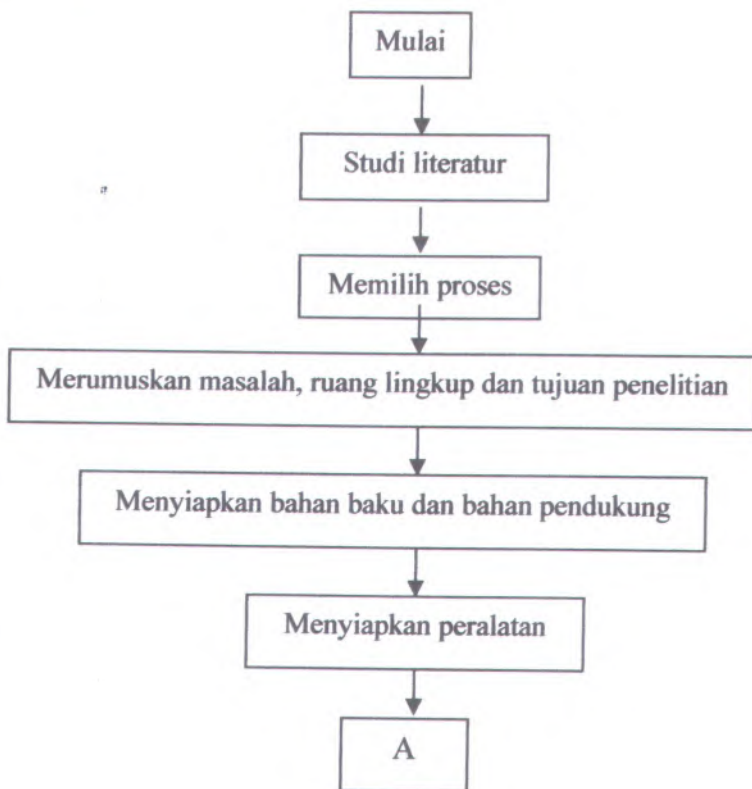 Mulai
Studi literatur
Memilih proses
Merumuskan masalah, ruang lingkup dan tujuan penelitian
Menyiapkan bahan baku dan bahan pendukung
Menyiapkan peralatan
A